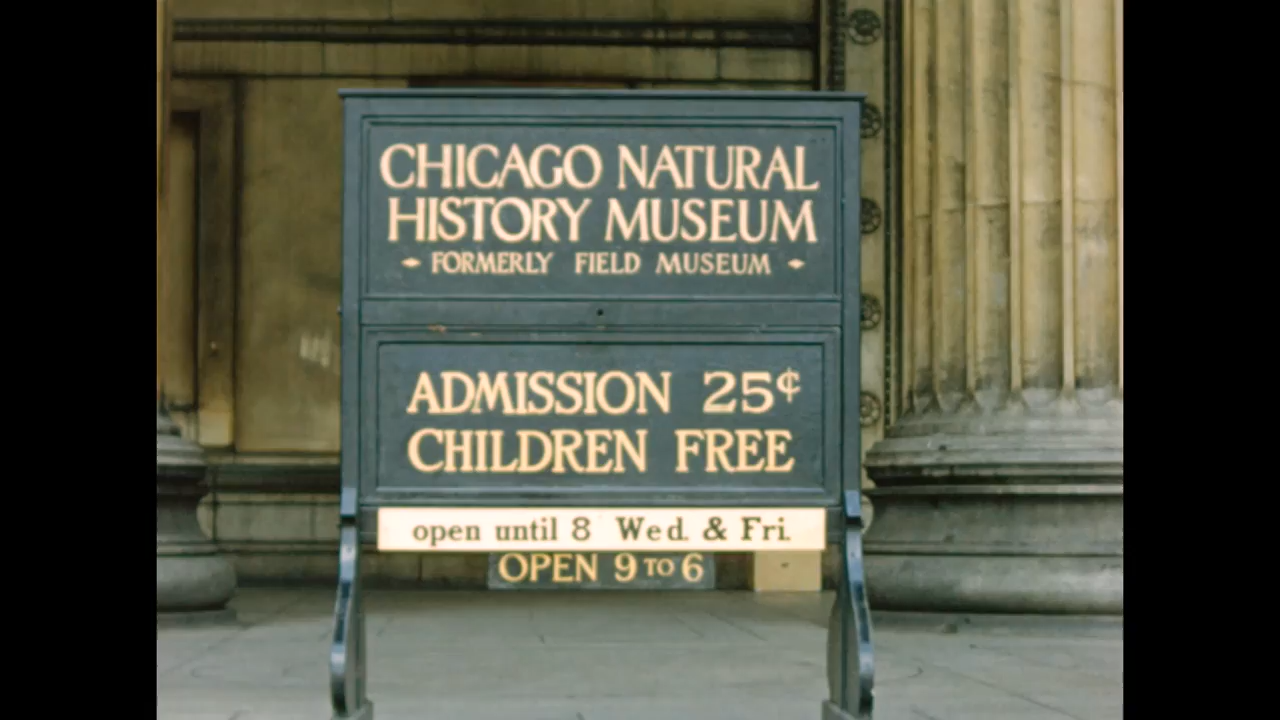 CHICAGO NATURAL
HISTORY MUSEUM
FORMERLY FIELD MUSEUM
ADMISSION 25¢
CHILDREN FREE
open until 8 Wed. & Fri.
OPEN 9 TO 6